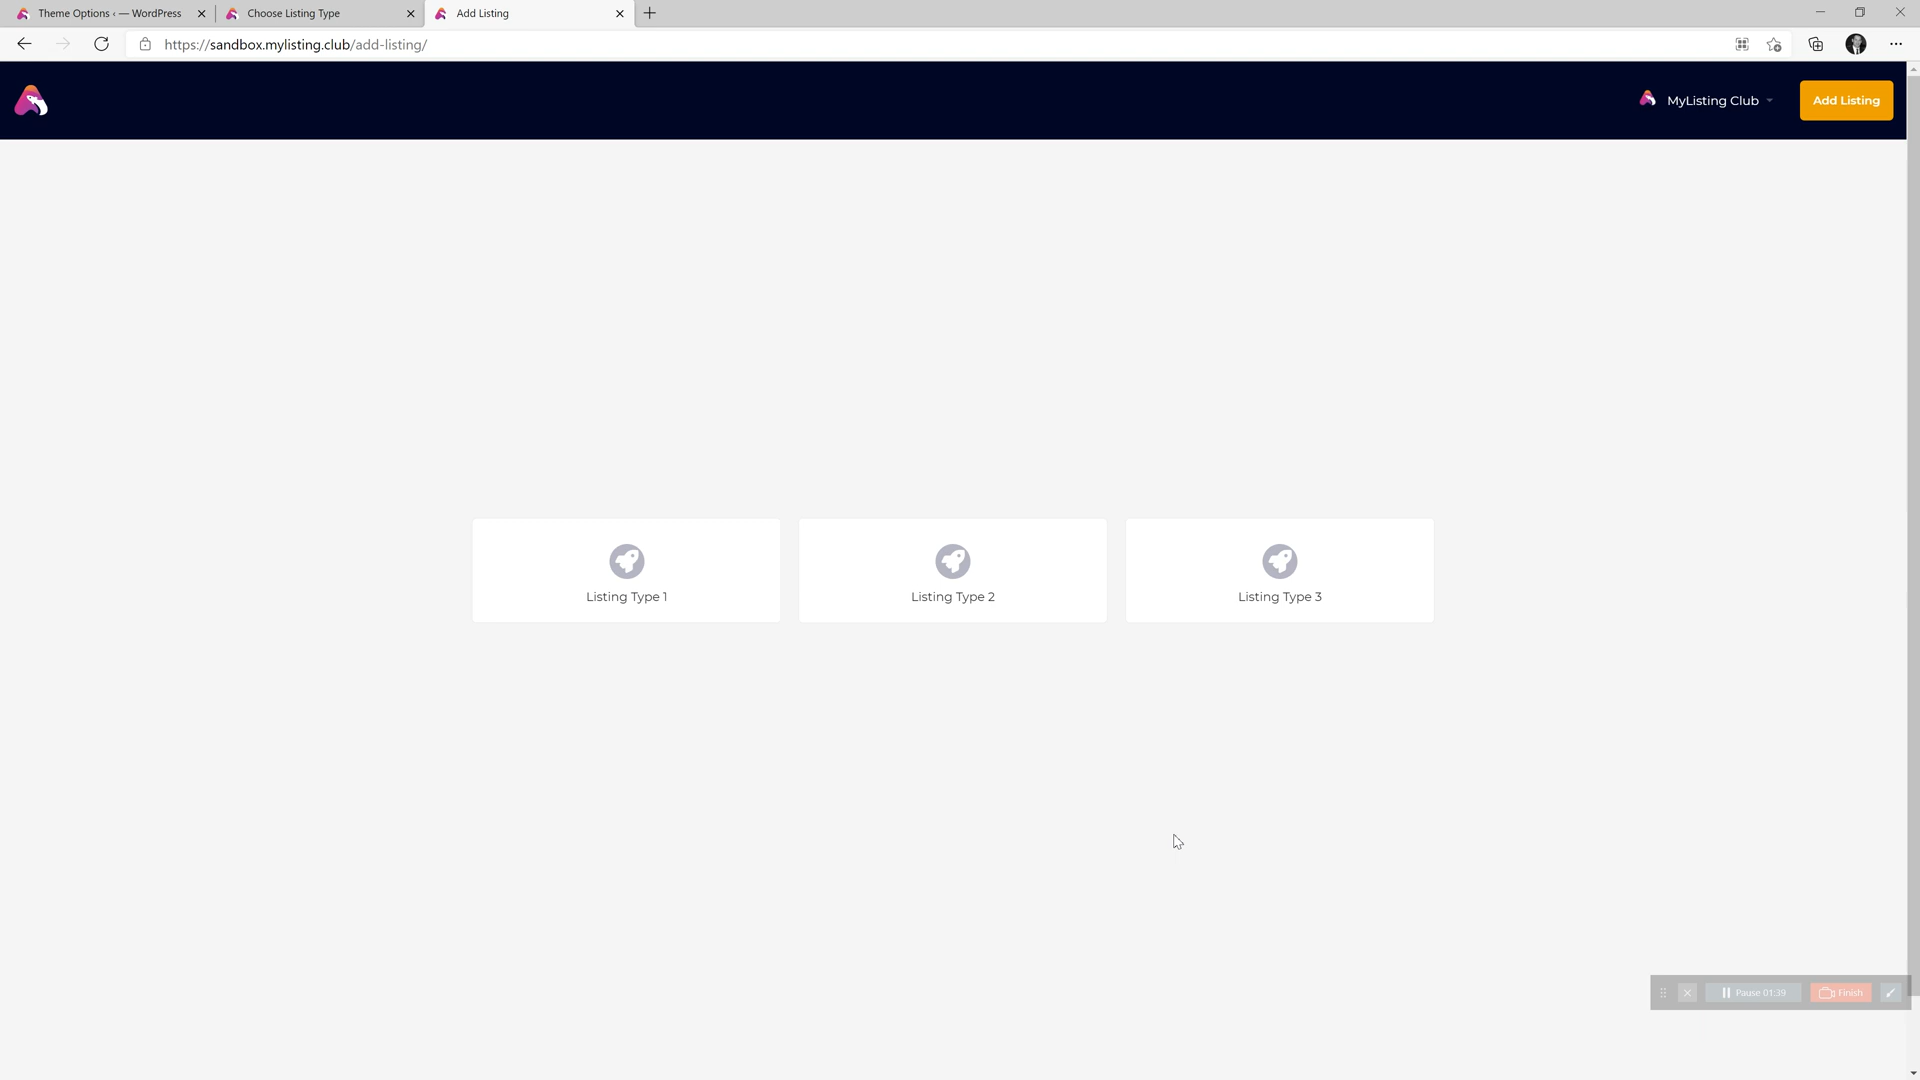 Theme Options ‹ — WordPress
Choose Listing Type
Add Listing
https://sandbox.mylisting.club/add-listing/
MyListing Club
Add Listing
Listing Type 1
Listing Type 2
Listing Type 3
Pause 01:39
Finish